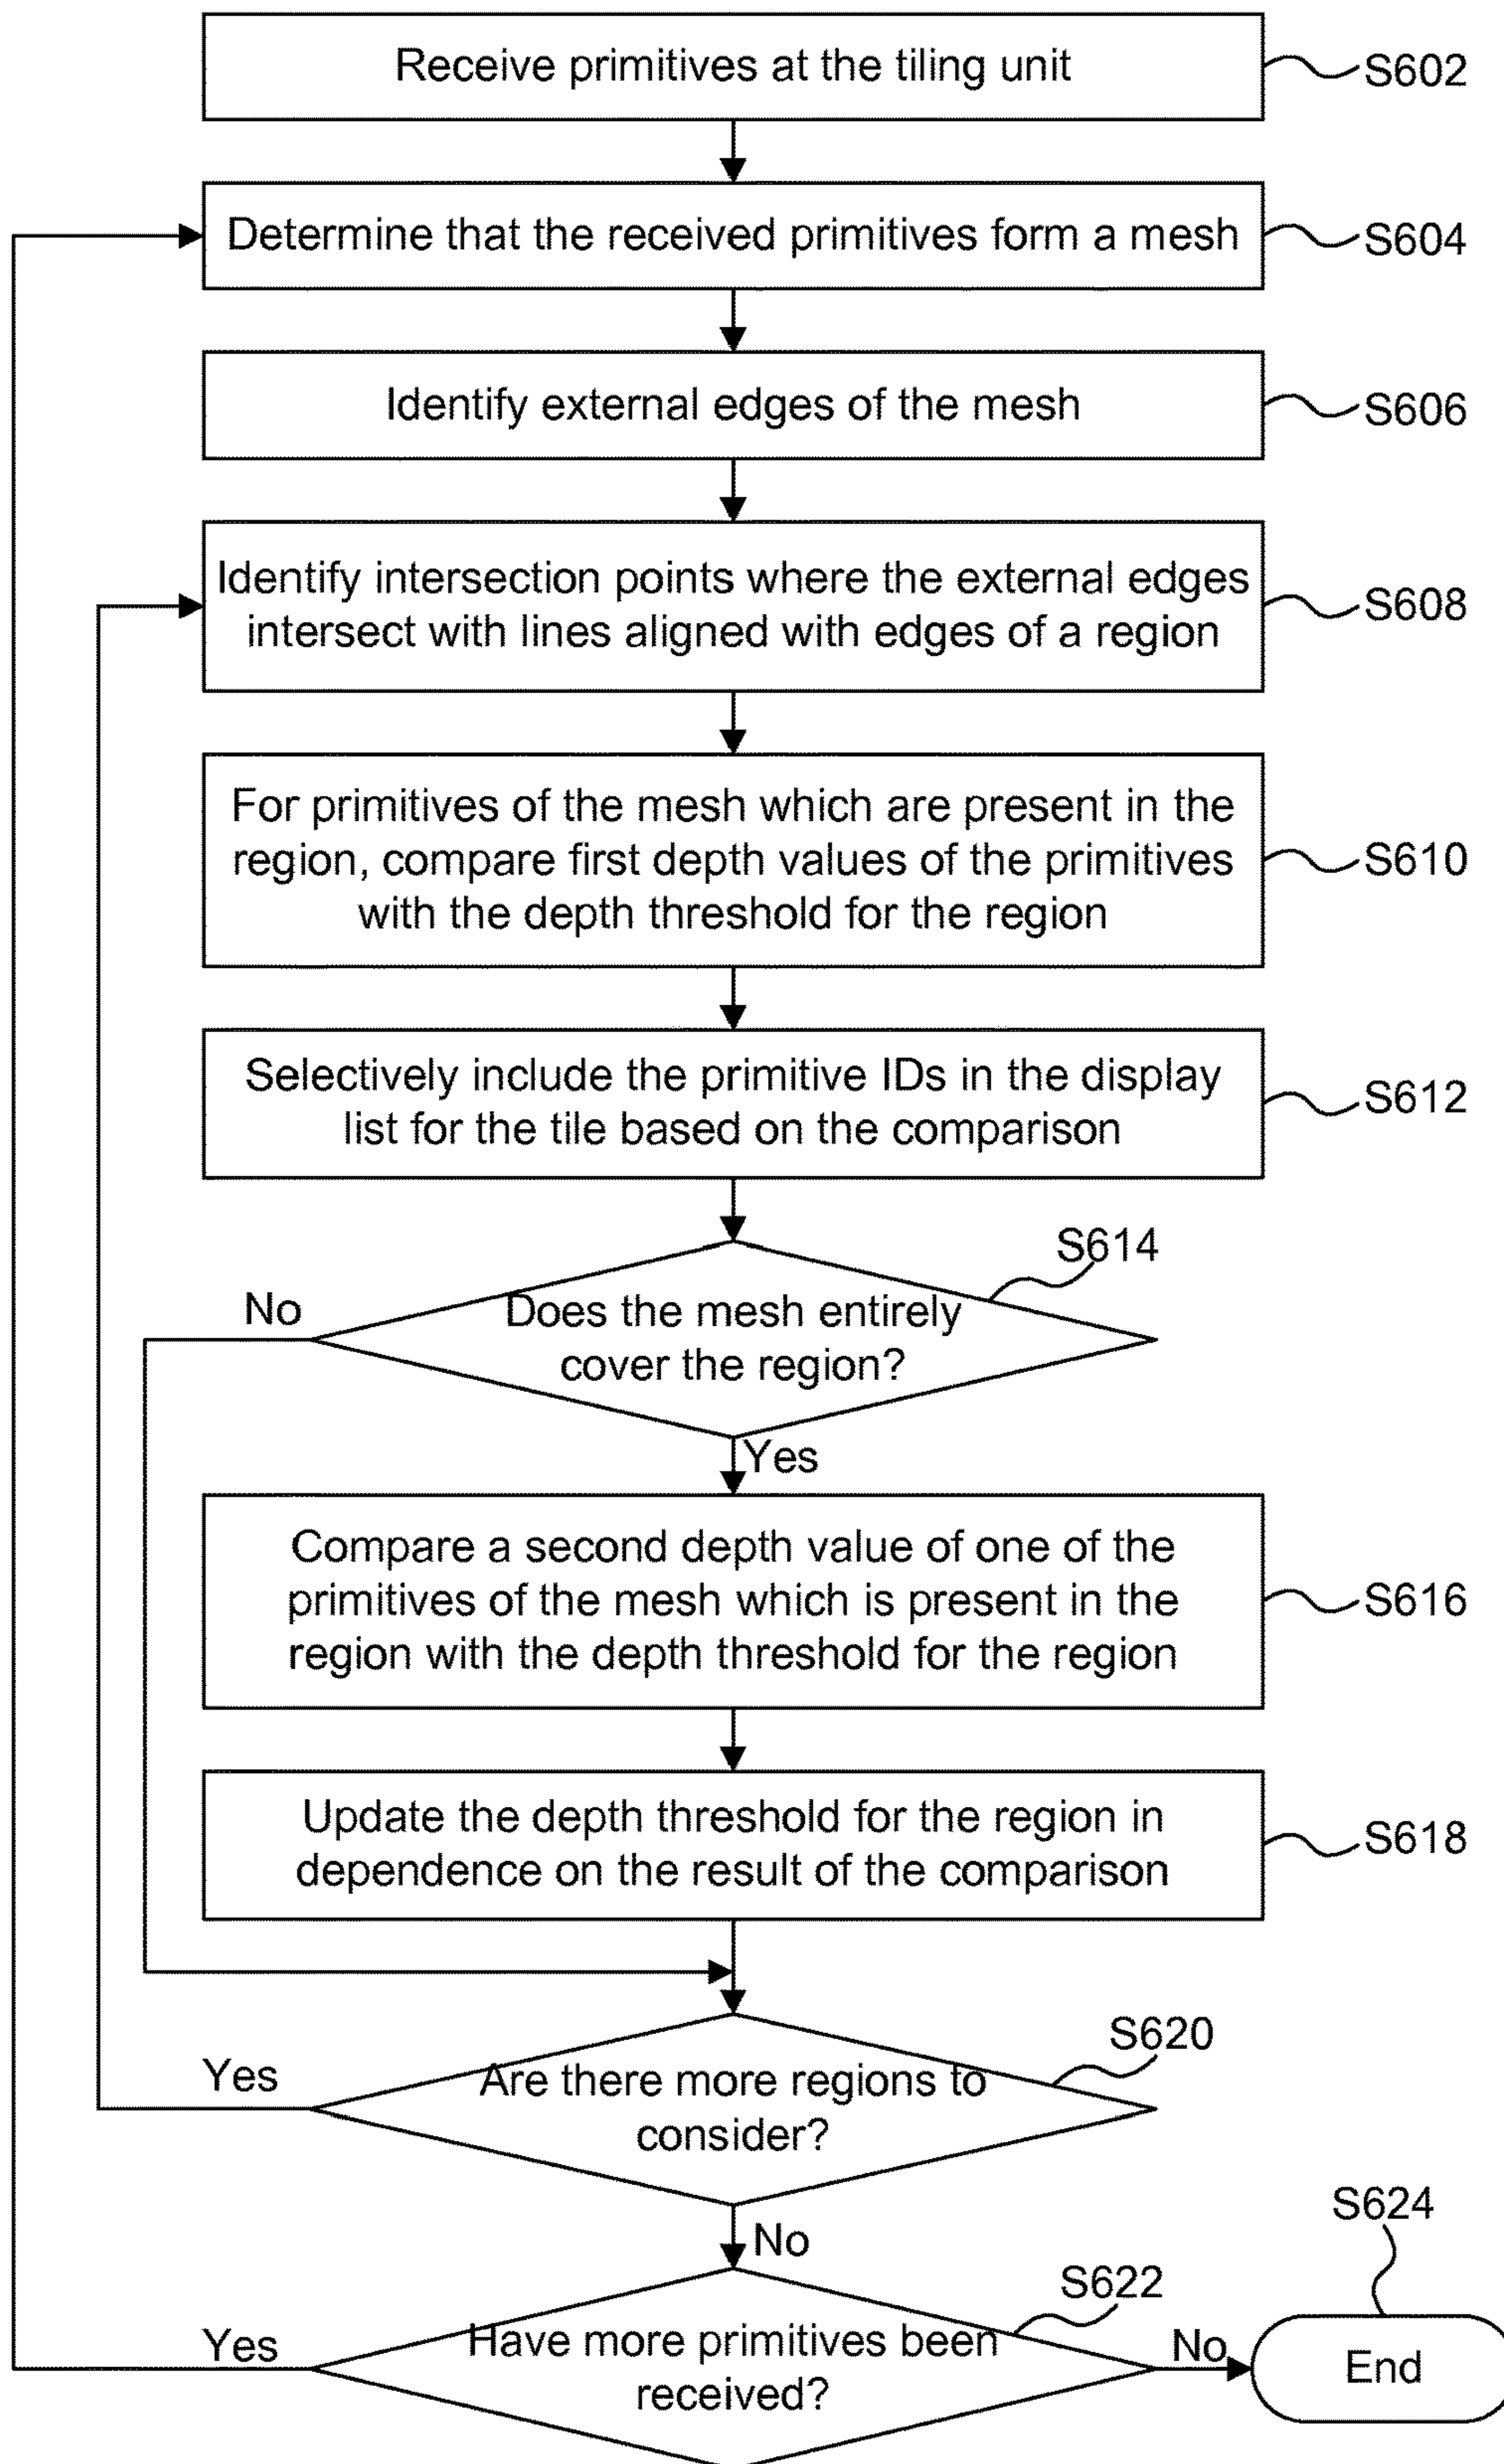 Receive primitives at the tiling unit
S602
Determine that the received primitives form a mesh
S604
Identify external edges of the mesh
S606
Identify intersection points where the external edges
intersect with lines aligned with edges of a region
S608
For primitives of the mesh which are present in the
region, compare first depth values of the primitives
with the depth threshold for the region
S610
Selectively include the primitive IDs in the display
list for the tile based on the comparison
S612
S614
No
Does the mesh entirely
cover the region?
Yes
Compare a second depth value of one of the
primitives of the mesh which is present in the
region with the depth threshold for the region
S616
Update the depth threshold for the region in
dependence on the result of the comparison
S618
S620
Yes
Are there more regions to
consider?
No
S624
S622
Yes
Have more primitives been
received?
No
End